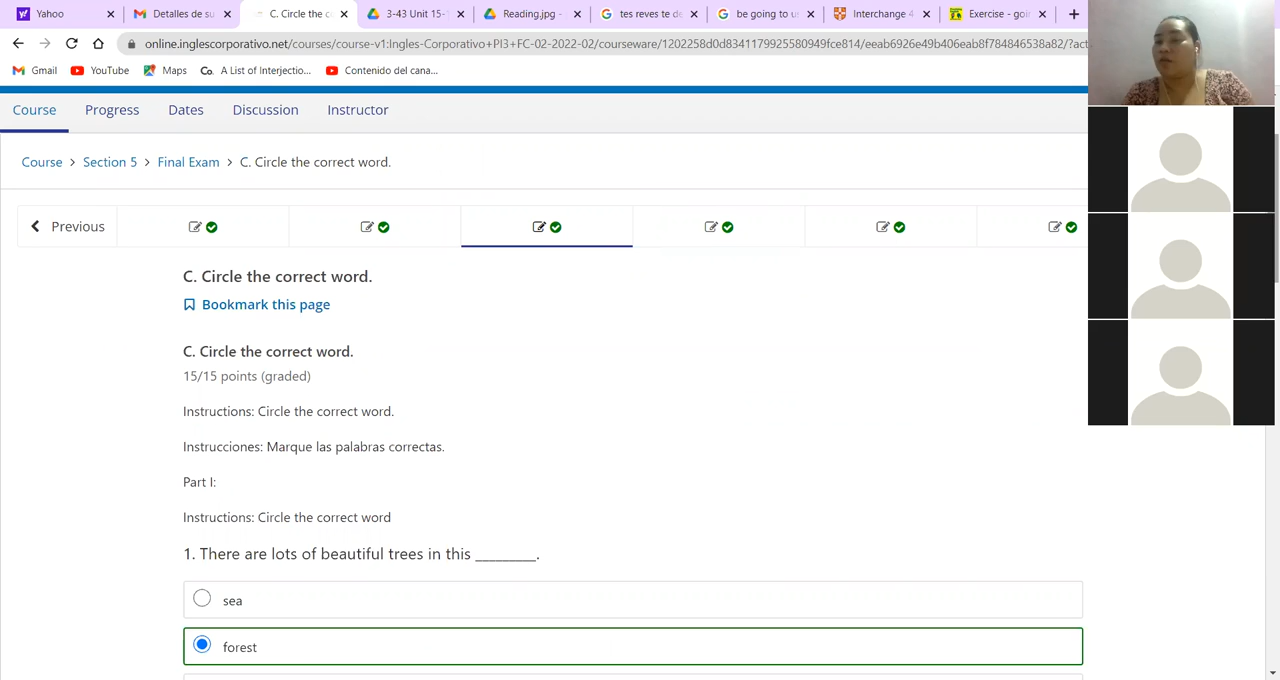 Yahoo
Detalles de su
C. Circle the c
3-43 Unit 15-
Reading.jpg -
tes reves te de
be going to u
Interchange 4
Exercise - goi
online.inglescorporativo.net/courses/course-v1:Ingles-Corporativo+PI3+FC-02-2022-02/courseware/1202258d0d8341179925580949fce814/eeab6926e49b406eab8f784846538a82/?act
Gmail
YouTube
Maps
Co. A List of Interjectio...
Contenido del cana...
Course
Progress
Dates
Discussion
Instructor
Course > Section 5 > Final Exam > C. Circle the correct word.
Previous
C. Circle the correct word.
Bookmark this page
C. Circle the correct word.
15/15 points (graded)
Instructions: Circle the correct word.
Instrucciones: Marque las palabras correctas.
Part I:
Instructions: Circle the correct word
1. There are lots of beautiful trees in this ________.
sea
forest